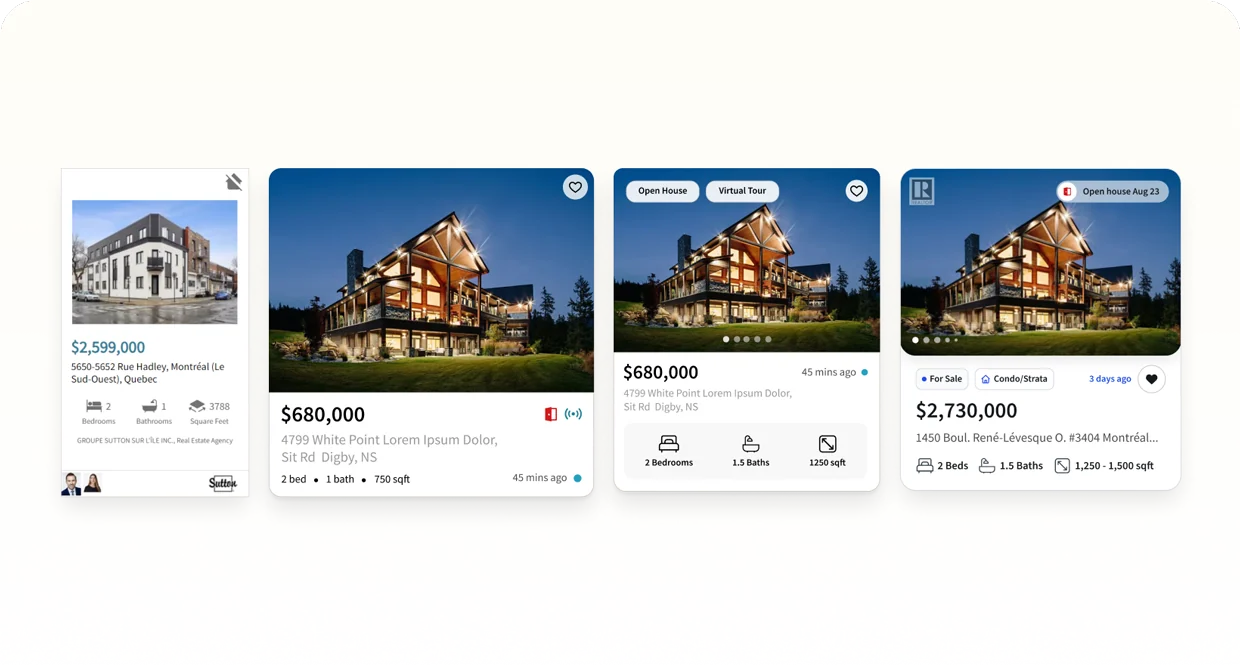 $2,599,000
5650-5652 Rue Hadley, Montréal (Le
Sud-Ouest), Quebec
2
1
3788
Bedrooms
Bathrooms
Square Feet
GROUPE SUTTON SUR L'ÎLE INC., Real Estate Agency
Sutton
$680,000
4799 White Point Lorem Ipsum Dolor,
Sit Rd Digby, NS
2 bed • 1 bath • 750 sqft
45 mins ago
Open House
Virtual Tour
$680,000
45 mins ago
4799 White Point Lorem Ipsum Dolor,
Sit Rd Digby, NS
2 Bedrooms
1.5 Baths
1250 sqft
R
REALTOR
Open house Aug 23
For Sale
Condo/Strata
3 days ago
$2,730,000
1450 Boul. René-Lévesque O. #3404 Montréal...
2 Beds
1.5 Baths
1,250 - 1,500 sqft